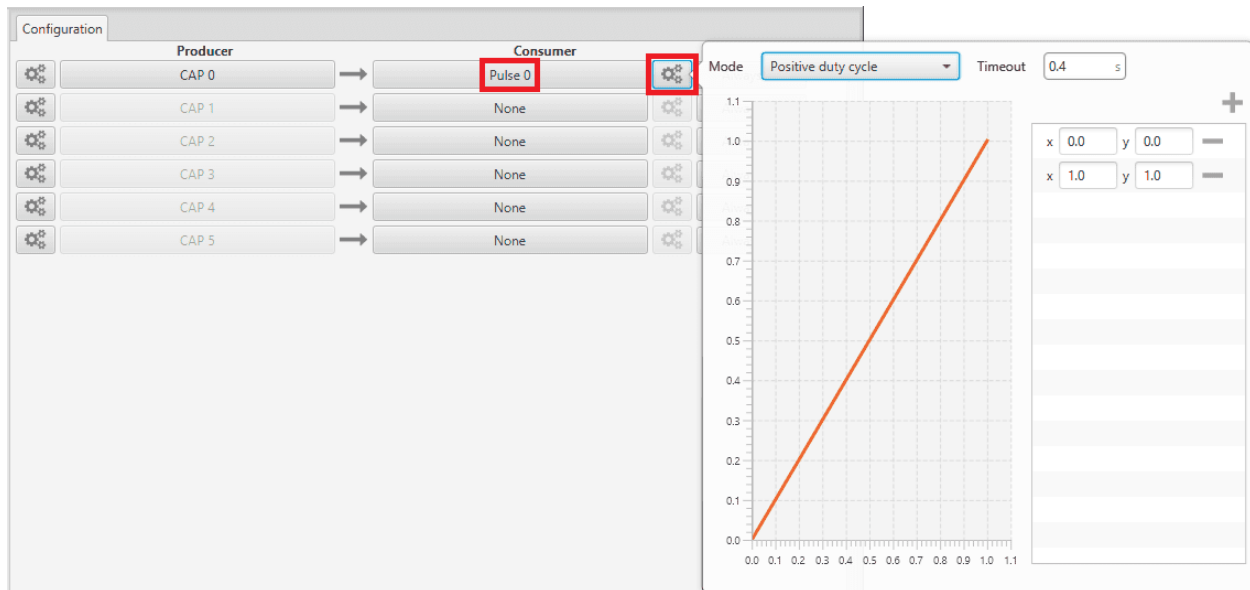 Configuration
Producer Consumer
CAP 0 Pulse 0
CAP 1 None
CAP 2 None
CAP 3 None
CAP 4 None
CAP 5 None
Mode Positive duty cycle Timeout 0.4 s
1.1
1.0
0.9
0.8
0.7
0.6
0.5
0.4
0.3
0.2
0.1
0.0
0.0 0.1 0.2 0.3 0.4 0.5 0.6 0.7 0.8 0.9 1.0 1.1
x 0.0 y 0.0
x 1.0 y 1.0